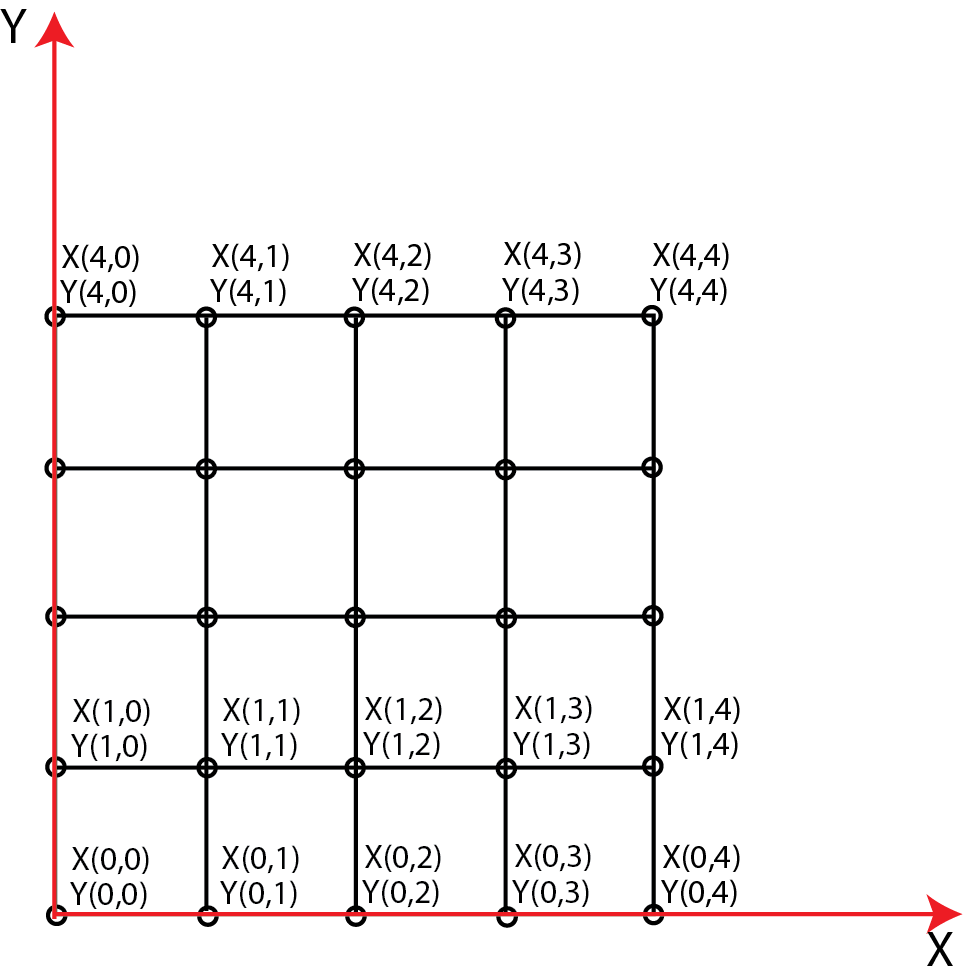 Y
X(4,0) X(4,1) X(4,2) X(4,3) X(4,4)
Y(4,0) Y(4,1) Y(4,2) Y(4,3) Y(4,4)
X(1,0) X(1,1) X(1,2) X(1,3) X(1,4)
Y(1,0) Y(1,1) Y(1,2) Y(1,3) Y(1,4)
X(0,0) X(0,1) X(0,2) X(0,3) X(0,4)
Y(0,0) Y(0,1) Y(0,2) Y(0,3) Y(0,4)
X